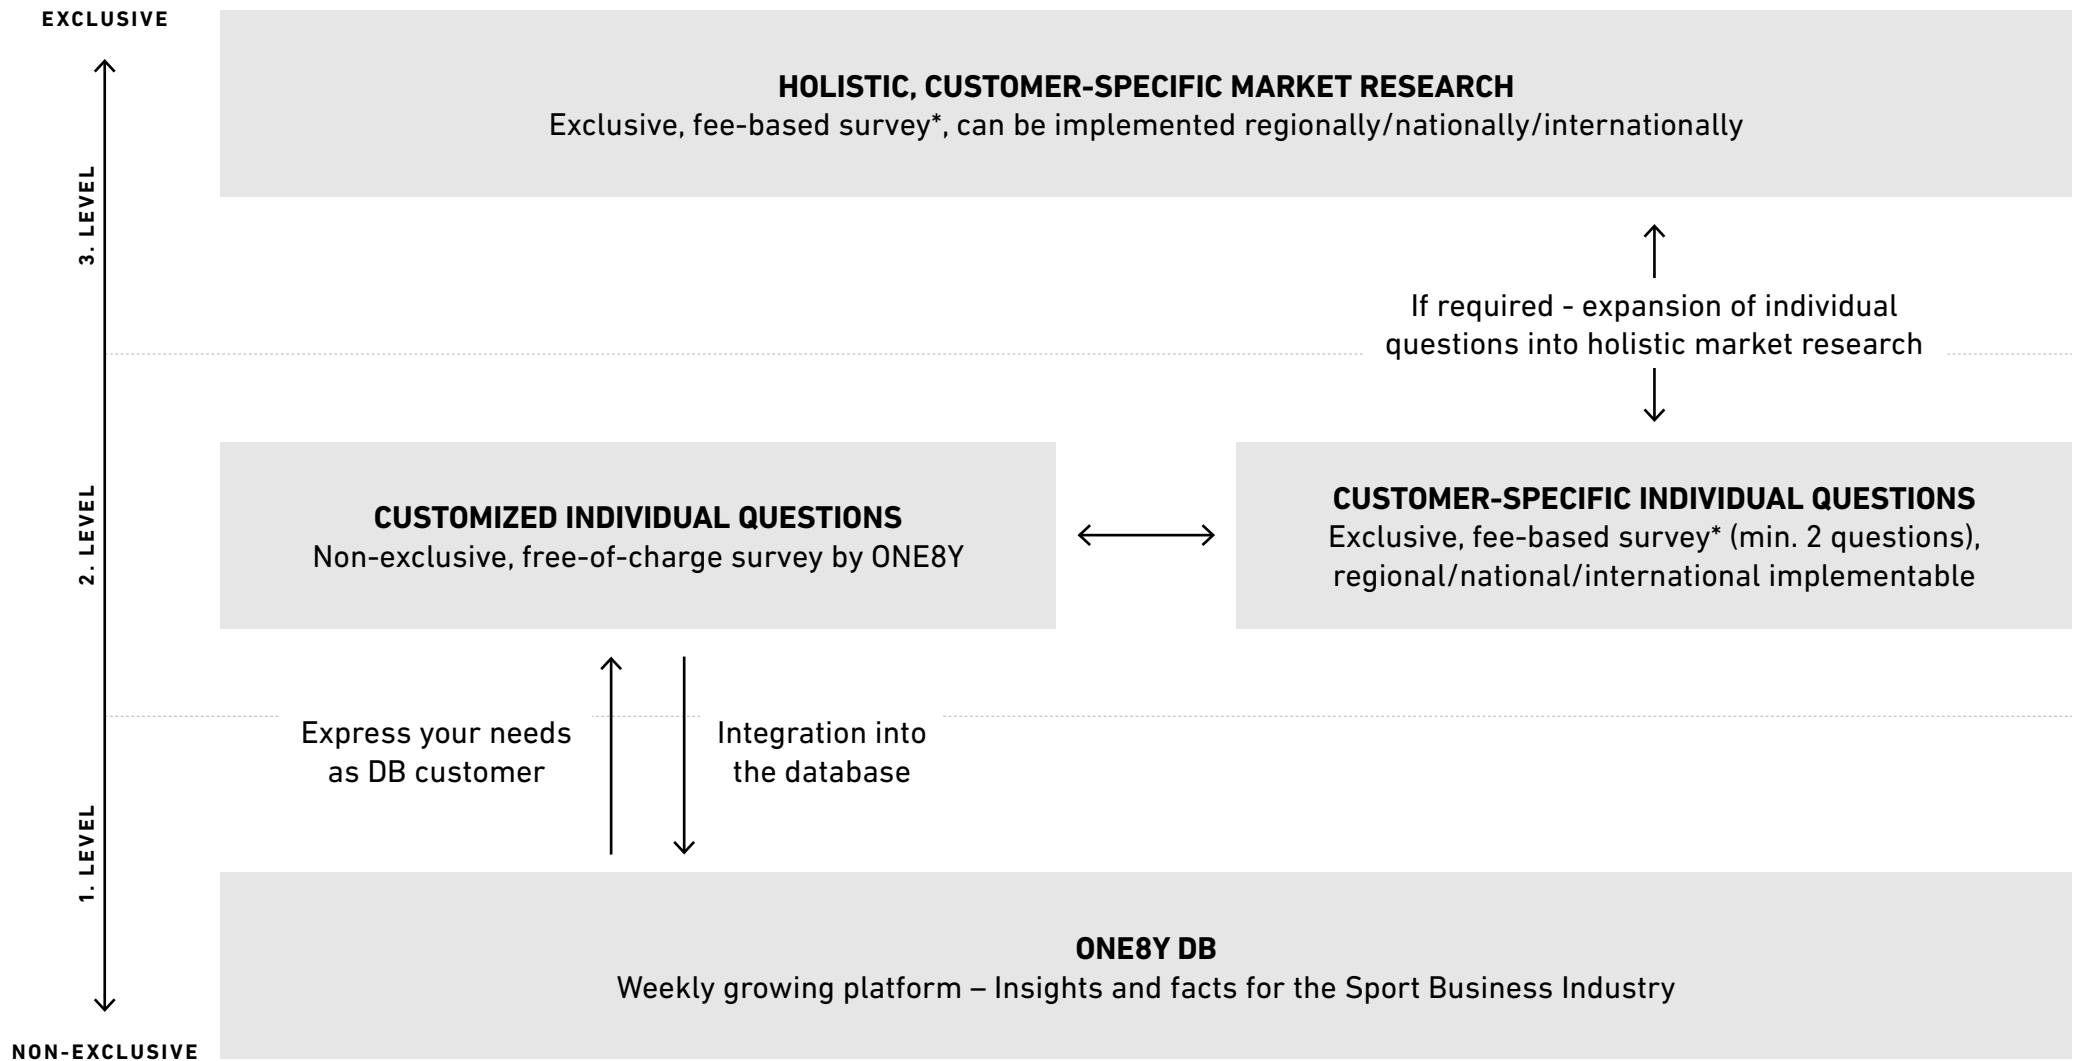 EXCLUSIVE
HOLISTIC, CUSTOMER-SPECIFIC MARKET RESEARCH
Exclusive, fee-based survey*, can be implemented regionally/nationally/internationally
3. LEVEL
If required - expansion of individual
questions into holistic market research
2. LEVEL
CUSTOMIZED INDIVIDUAL QUESTIONS
Non-exclusive, free-of-charge survey by ONE8Y
CUSTOMER-SPECIFIC INDIVIDUAL QUESTIONS
Exclusive, fee-based survey* (min. 2 questions),
regional/national/international implementable
Express your needs
as DB customer
Integration into
the database
1. LEVEL
ONE8Y DB
Weekly growing platform – Insights and facts for the Sport Business Industry
NON-EXCLUSIVE